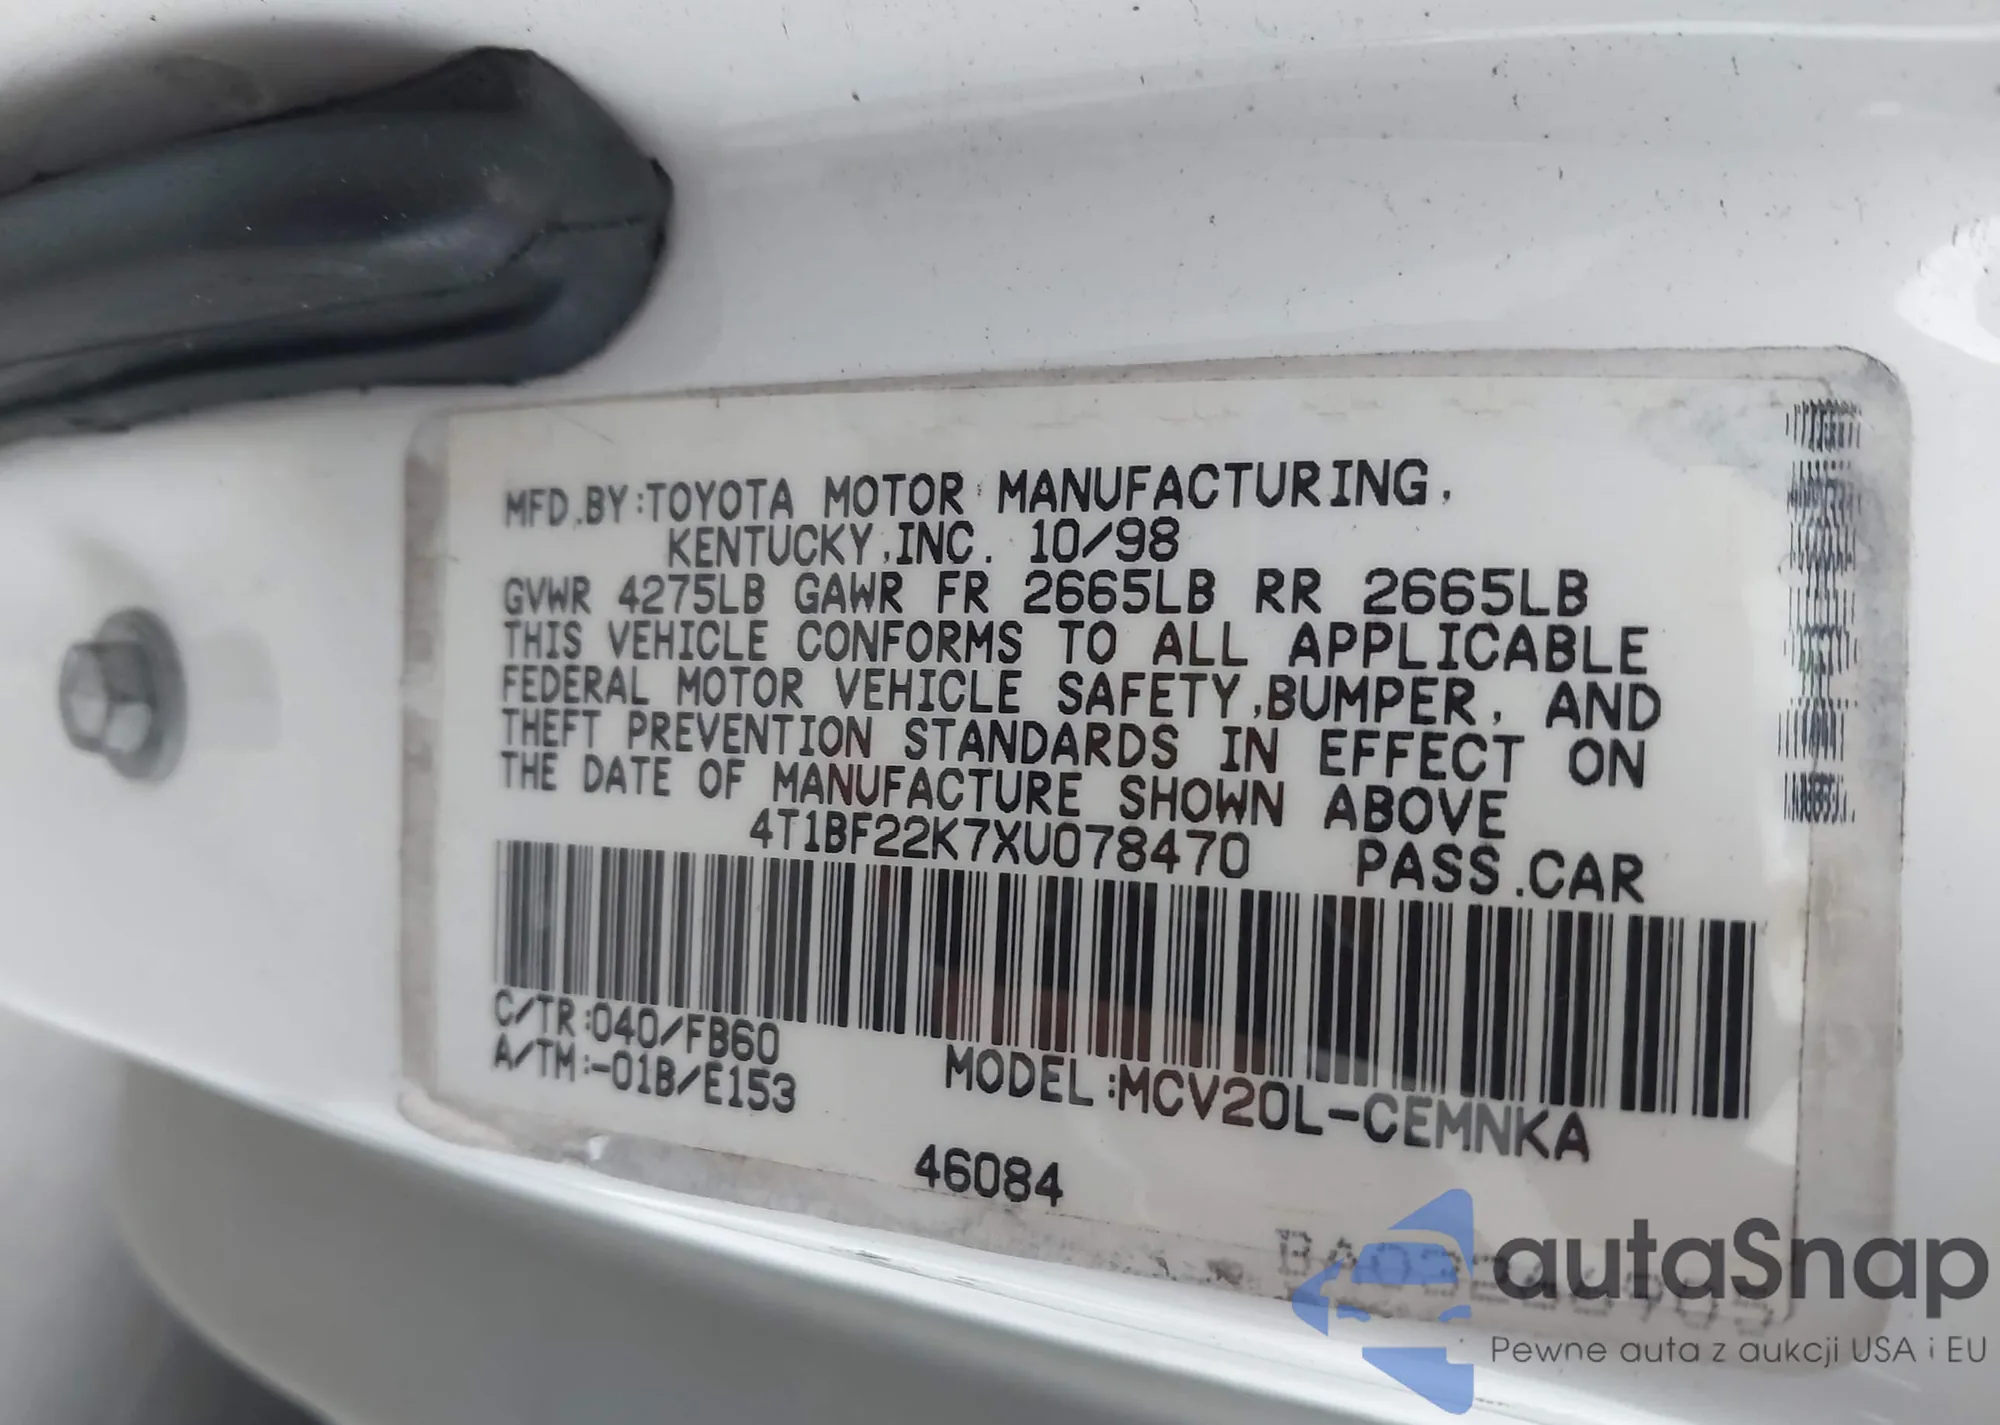 MFD.BY:TOYOTA MOTOR MANUFACTURING,
KENTUCKY,INC. 10/98
GVWR 4275LB GAWR FR 2665LB RR 2665LB
THIS VEHICLE CONFORMS TO ALL APPLICABLE
FEDERAL MOTOR VEHICLE SAFETY,BUMPER, AND
THEFT PREVENTION STANDARDS IN EFFECT ON
THE DATE OF MANUFACTURE SHOWN ABOVE
4T1BF22K7XU078470 PASS.CAR
C/TR:040/FB60
A/TM:-01B/E153
MODEL:MCV20L-CEMNKA
46084
autaSnap
Pewne auta z aukcji USA i EU